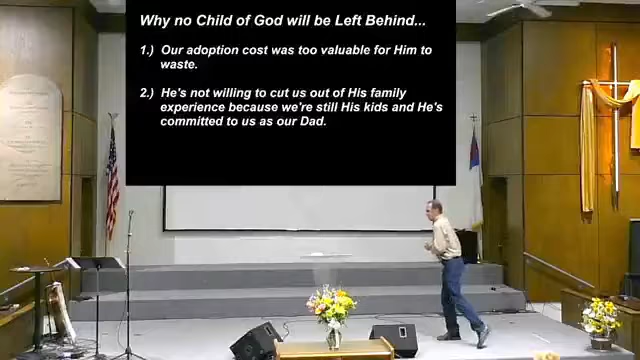 Why no Child of God will be Left Behind...
1.) Our adoption cost was too valuable for Him to
waste.
2.) He's not willing to cut us out of His family
experience because we're still His kids and He's
committed to us as our Dad.